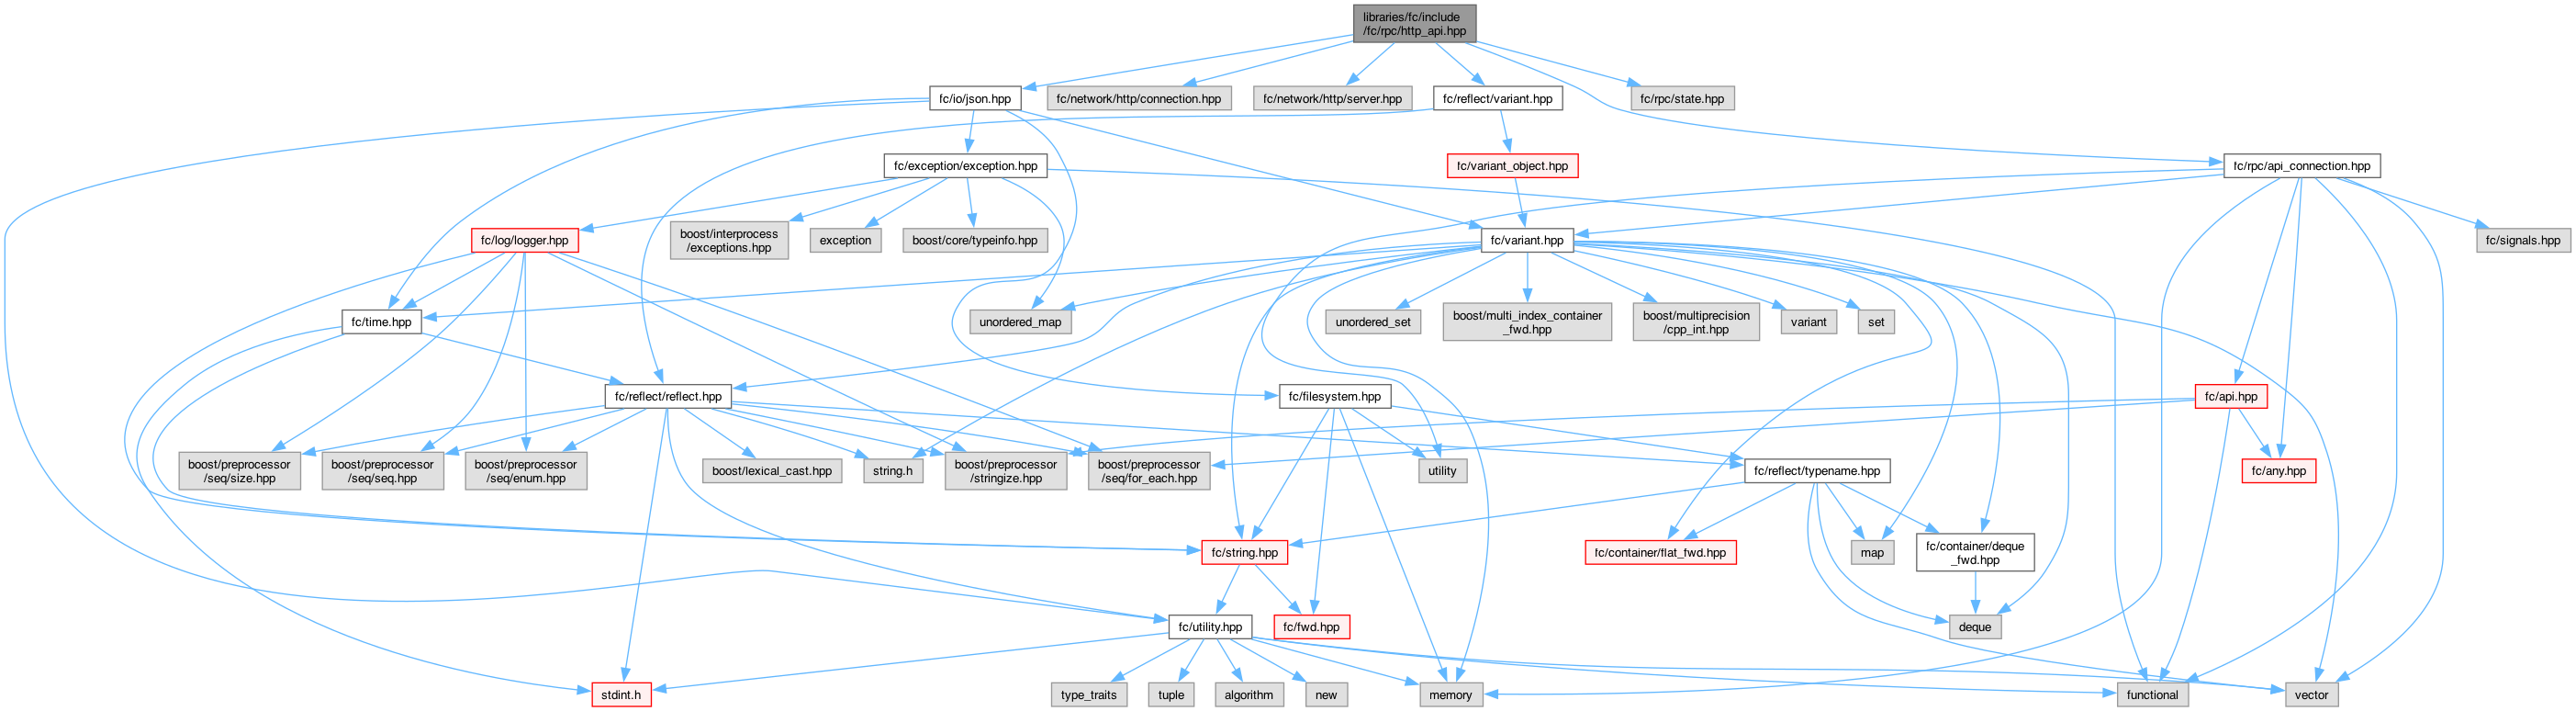 libraries/fc/include
/fc/rpc/http_api.hpp
fc/io/json.hpp
fc/network/http/connection.hpp
fc/network/http/server.hpp
fc/reflect/variant.hpp
fc/rpc/state.hpp
fc/exception/exception.hpp
fc/variant_object.hpp
fc/rpc/api_connection.hpp
fc/log/logger.hpp
boost/interprocess
/exceptions.hpp
exception
boost/core/typeinfo.hpp
fc/variant.hpp
fc/signals.hpp
fc/time.hpp
unordered_map
unordered_set
boost/multi_index_container
_fwd.hpp
boost/multiprecision
/cpp_int.hpp
variant
set
fc/reflect/reflect.hpp
fc/filesystem.hpp
fc/api.hpp
boost/preprocessor
/seq/size.hpp
boost/preprocessor
/seq/seq.hpp
boost/preprocessor
/seq/enum.hpp
boost/lexical_cast.hpp
string.h
boost/preprocessor
/stringize.hpp
boost/preprocessor
/seq/for_each.hpp
utility
fc/reflect/typename.hpp
fc/any.hpp
fc/string.hpp
fc/container/flat_fwd.hpp
map
fc/container/deque
_fwd.hpp
fc/utility.hpp
fc/fwd.hpp
deque
stdint.h
type_traits
tuple
algorithm
new
memory
functional
vector